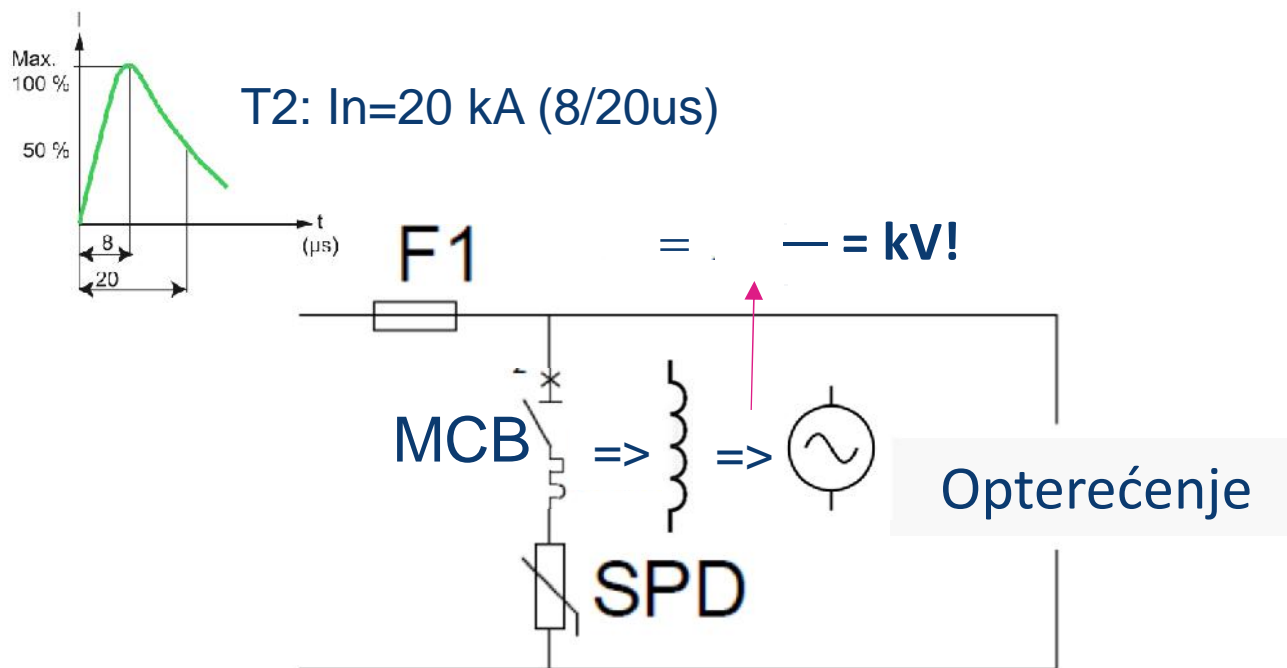 I
Max.
100 %
T2: In=20 kA (8/20us)
50 %
t
(µs)
8
20
F1
= . — = kV!
MCB
=>
=>
Opterećenje
SPD